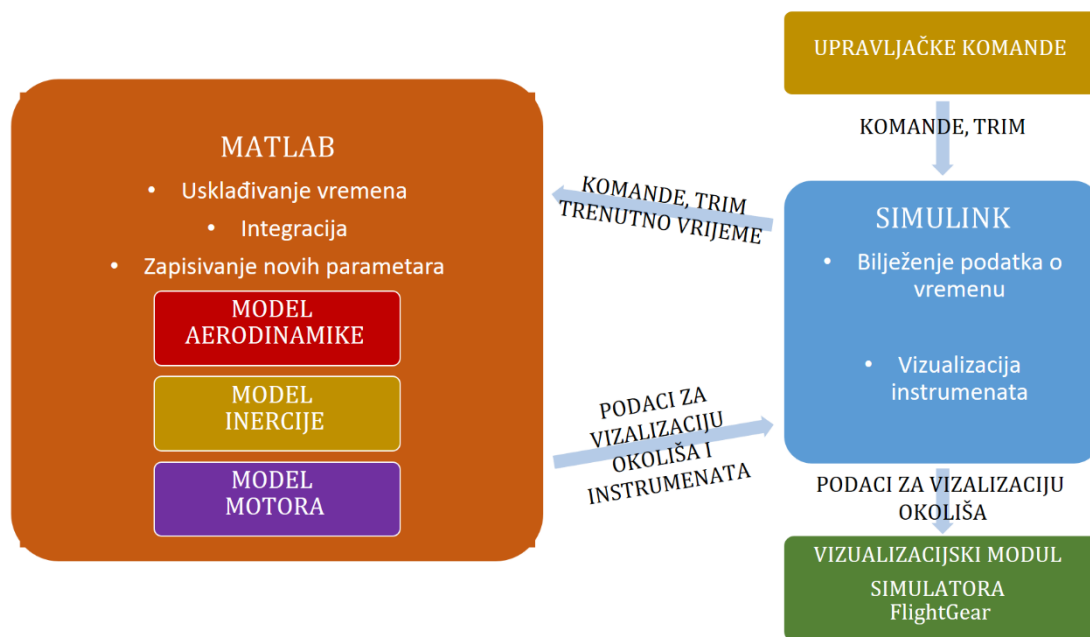 UPRAVLJAČKE KOMANDE
KOMANDE, TRIM
MATLAB
• Usklađivanje vremena
• Integracija
• Zapisivanje novih parametara
MODEL
AERODINAMIKE
MODEL
INERCIJE
MODEL
MOTORA
KOMANDE, TRIM
TRENUTNO VRIJEME
SIMULINK
• Bilježenje podatka o
vremenu
• Vizualizacija
instrumenata
PODACI ZA
VIZALIZACIJU
OKOLIŠA I
INSTRUMENATA
PODACI ZA VIZALIZACIJU
OKOLIŠA
VIZUALIZACIJSKI MODUL
SIMULATORA
FlightGear